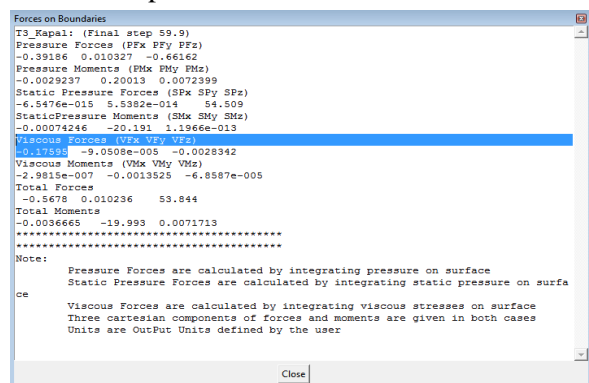 Forces on Boundaries
T3_Kapal: (Final step 59.9)
Pressure Forces (PFx PFy PFz)
-0.39186 0.010327 -0.66162
Pressure Moments (PMx PMy PMz)
-0.0029237 0.20013 0.0072399
Static Pressure Forces (SPx SPy SPz)
-6.5476e-015 5.5382e-014 54.509
StaticPressure Moments (SMx SMy SMz)
-0.00074246 -20.191 1.1966e-013
Viscous Forces (VFx VFy VFz)
-0.17595 -9.0508e-005 -0.0028342
Viscous Moments (VMx VMy VMz)
-2.9815e-007 -0.0013525 -6.8587e-005
Total Forces
-0.5678 0.010236 53.844
Total Moments
-0.0036665 -19.993 0.0071713
******************************************
******************************************
Note:
Pressure Forces are calculated by integrating pressure on surface
Static Pressure Forces are calculated by integrating static pressure on surfa
ce
Viscous Forces are calculated by integrating viscous stresses on surface
Three cartesian components of forces and moments are given in both cases
Units are OutPut Units defined by the user
Close